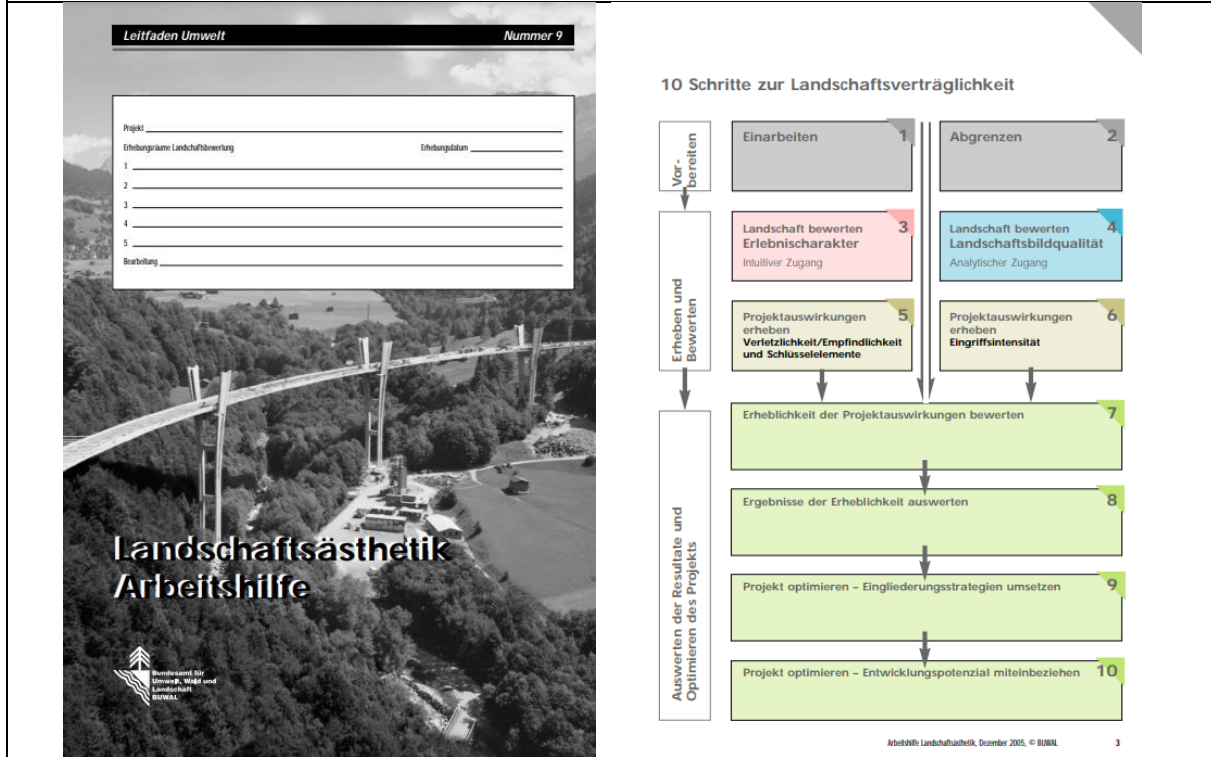 Leitfaden Umwelt Nummer 9
Projekt
Erhebungsräume Landschaftsbewertung Erhebungsdatum
1
2
3
4
5
Bearbeitung
Landschaftsästhetik
Arbeitshilfe
Bundesamt für
Umwelt, Wald und
Landschaft
BUWAL
10 Schritte zur Landschaftsverträglichkeit
Vor-
bereiten
Einarbeiten 1
Abgrenzen 2
Erheben und
Bewerten
Landschaft bewerten 3
Erlebnischarakter
Intuitiver Zugang
Landschaft bewerten 4
Landschaftsbildqualität
Analytischer Zugang
Projektauswirkungen 5
erheben
Verletzlichkeit/Empfindlichkeit
und Schlüsselelemente
Projektauswirkungen 6
erheben
Eingriffsintensität
Auswerten der Resultate und
Optimieren des Projekts
Erheblichkeit der Projektauswirkungen bewerten 7
Ergebnisse der Erheblichkeit auswerten 8
Projekt optimieren – Eingliederungsstrategien umsetzen 9
Projekt optimieren – Entwicklungspotenzial miteinbeziehen 10
Arbeitshilfe Landschaftsästhetik, Dezember 2005, © BUWAL 3